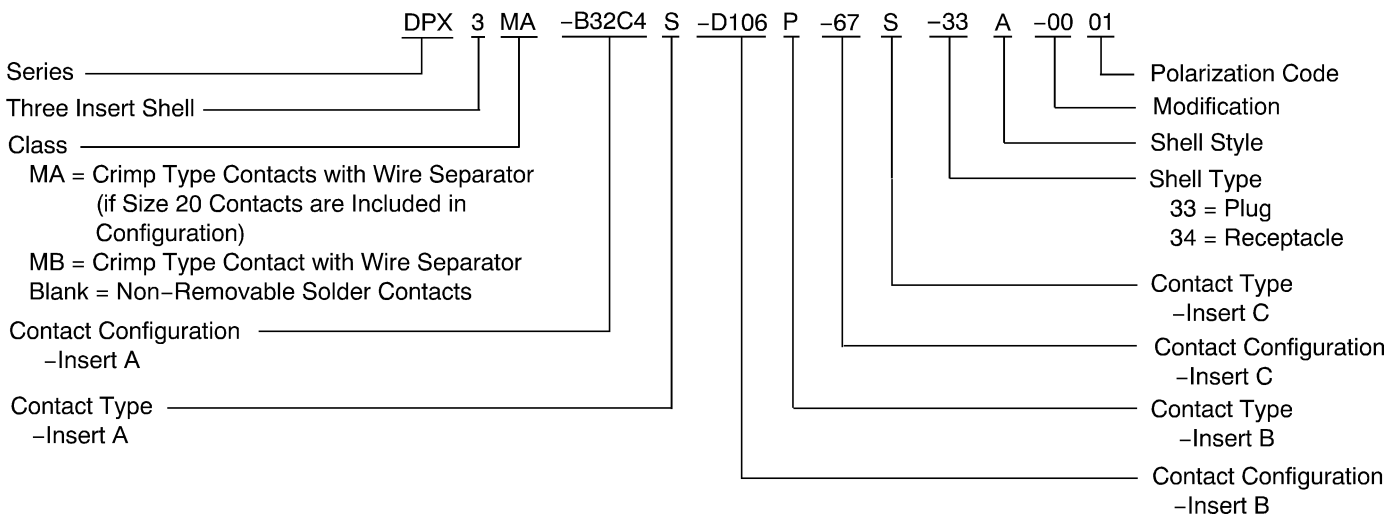 DPX 3 MA -B32C4 S -D106 P -67 S -33 A -00 01
Series
Three Insert Shell
Class
MA = Crimp Type Contacts with Wire Separator
(if Size 20 Contacts are Included in
Configuration)
MB = Crimp Type Contact with Wire Separator
Blank = Non-Removable Solder Contacts
Contact Configuration
-Insert A
Contact Type
-Insert A
Polarization Code
Modification
Shell Style
Shell Type
33 = Plug
34 = Receptacle
Contact Type
-Insert C
Contact Configuration
-Insert C
Contact Type
-Insert B
Contact Configuration
-Insert B